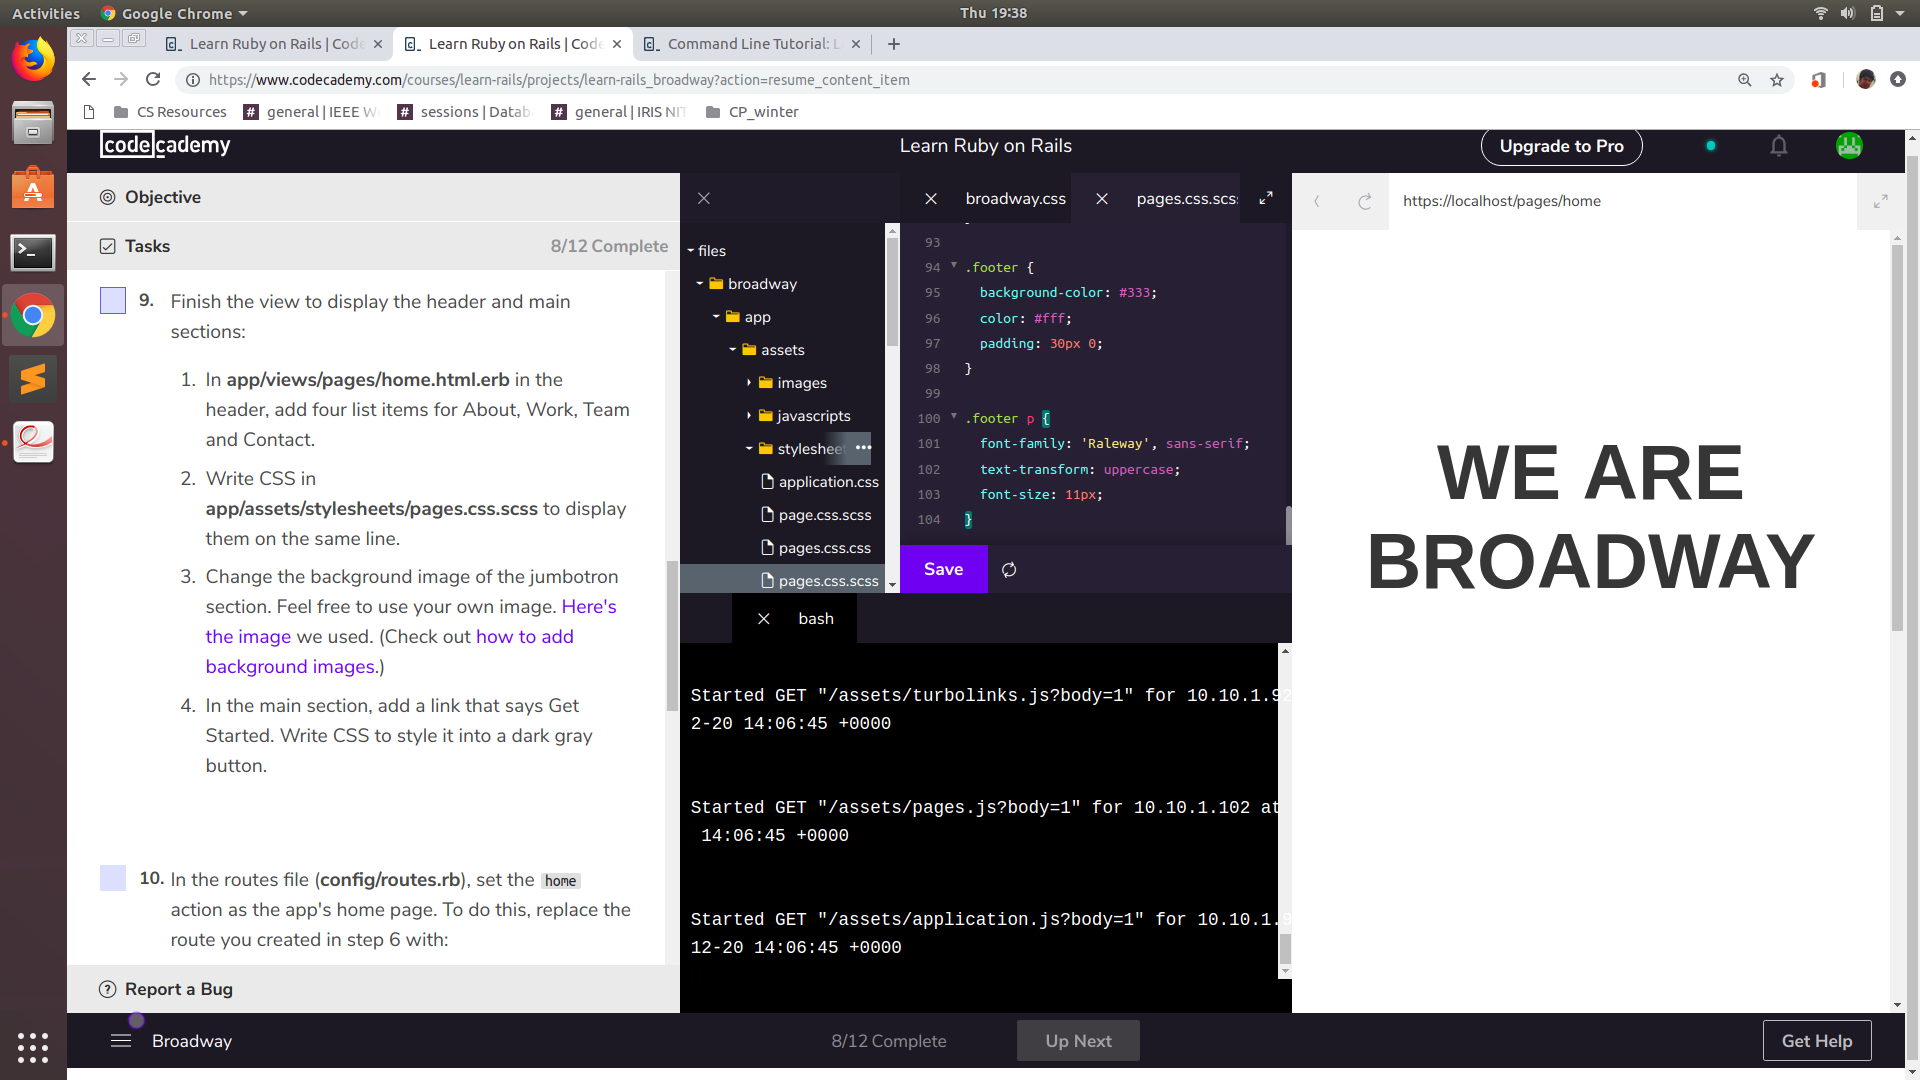 Activities
Google Chrome
Thu 19:38
Learn Ruby on Rails | Code
Learn Ruby on Rails | Code
Command Line Tutorial: L
https://www.codecademy.com/courses/learn-rails/projects/learn-rails_broadway?action=resume_content_item
CS Resources
# general | IEEE W
# sessions | Datab
# general | IRIS NIT
CP_winter
codecademy
Learn Ruby on Rails
Upgrade to Pro
Objective
Tasks
8/12 Complete
9. Finish the view to display the header and main
sections:
1. In app/views/pages/home.html.erb in the
header, add four list items for About, Work, Team
and Contact.
2. Write CSS in
app/assets/stylesheets/pages.css.scss to display
them on the same line.
3. Change the background image of the jumbotron
section. Feel free to use your own image. Here's
the image we used. (Check out how to add
background images.)
4. In the main section, add a link that says Get
Started. Write CSS to style it into a dark gray
button.
10. In the routes file (config/routes.rb), set the home
action as the app's home page. To do this, replace the
route you created in step 6 with:
Report a Bug
files
broadway
app
assets
images
javascripts
styleshee
application.css
page.css.scss
pages.css.css
pages.css.scss
broadway.css
pages.css.scs
93
94 .footer {
95 background-color: #333;
96 color: #fff;
97 padding: 30px 0;
98 }
99
100 .footer p {
101 font-family: 'Raleway', sans-serif;
102 text-transform: uppercase;
103 font-size: 11px;
104 }
Save
bash
Started GET "/assets/turbolinks.js?body=1" for 10.10.1.92
2-20 14:06:45 +0000
Started GET "/assets/pages.js?body=1" for 10.10.1.102 at
14:06:45 +0000
Started GET "/assets/application.js?body=1" for 10.10.1.9
12-20 14:06:45 +0000
https://localhost/pages/home
WE ARE
BROADWAY
Broadway
8/12 Complete
Up Next
Get Help